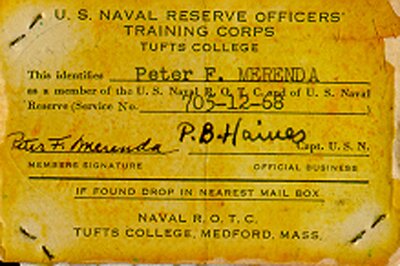 U. S. NAVAL RESERVE OFFICERS'
TRAINING CORPS
TUFTS COLLEGE
This identifies Peter F. MERENDA
as a member of the U. S. Naval R. O. T. C. and of U. S. Naval
Reserve (Service No. 705-12-68
Peter F. Merenda P.B. Haines Capt. U. S. N.
MEMBERS SIGNATURE OFFICIAL BUSINESS
IF FOUND DROP IN NEAREST MAIL BOX
NAVAL R. O. T. C.
TUFTS COLLEGE, MEDFORD, MASS.